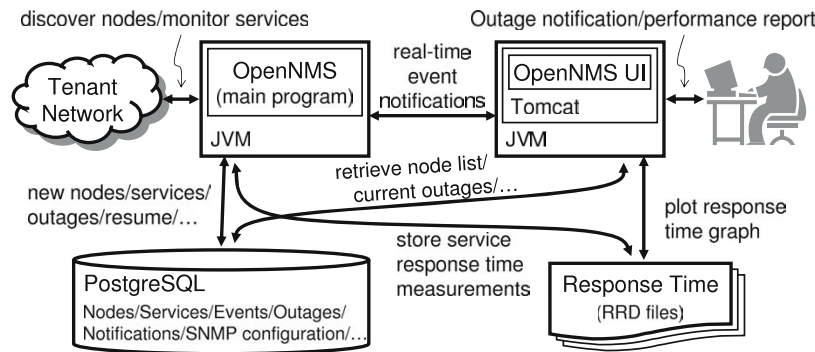 discover nodes/monitor services
Outage notification/performance report
Tenant
Network
OpenNMS
(main program)
JVM
real-time
event
notifications
OpenNMS UI
Tomcat
JVM
new nodes/services/
outages/resume/…
retrieve node list/
current outages/…
store service
response time
measurements
plot response
time graph
PostgreSQL
Nodes/Services/Events/Outages/
Notifications/SNMP configuration/…
Response Time
(RRD files)